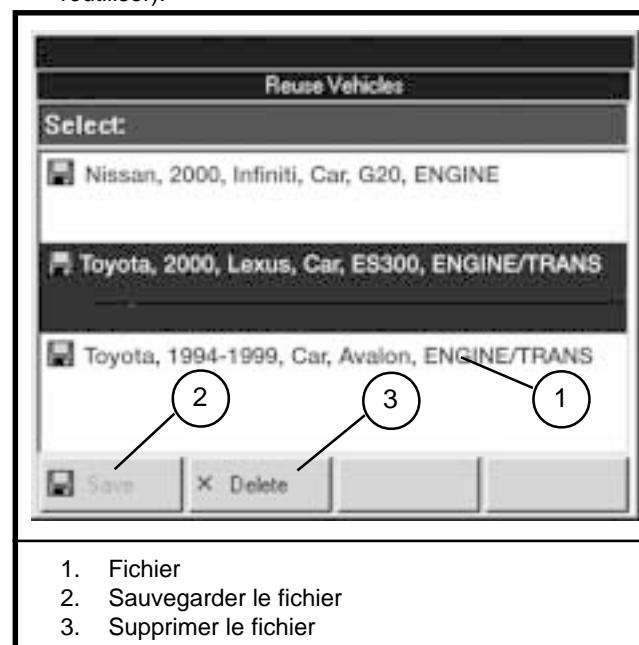 Reuse Vehicles
Select:
Nissan, 2000, Infiniti, Car, G20, ENGINE
Toyota, 2000, Lexus, Car, ES300, ENGINE/TRANS
Toyota, 1994-1999, Car, Avalon, ENGINE/TRANS
2
3
1
Save
× Delete
1. Fichier
2. Sauvegarder le fichier
3. Supprimer le fichier